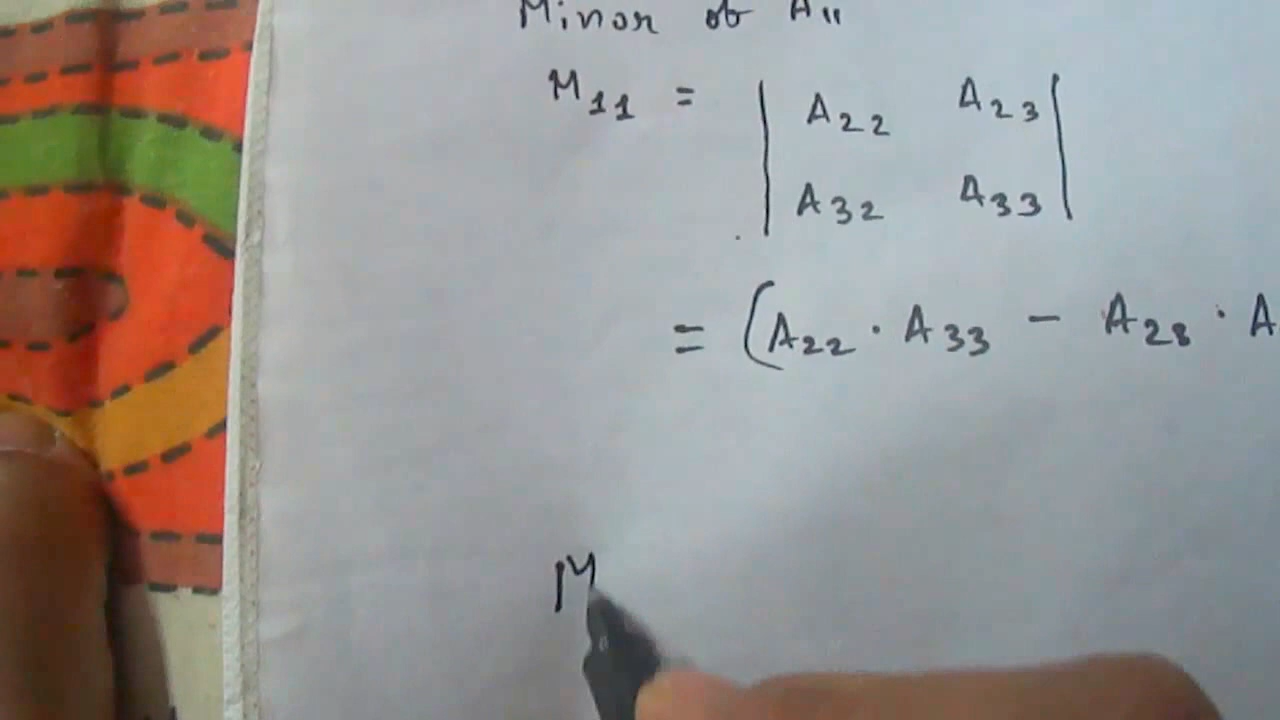 Minor of A11
M11 = | A22 A23 |
| A32 A33 |
= (A22 · A33 - A23 · A
M